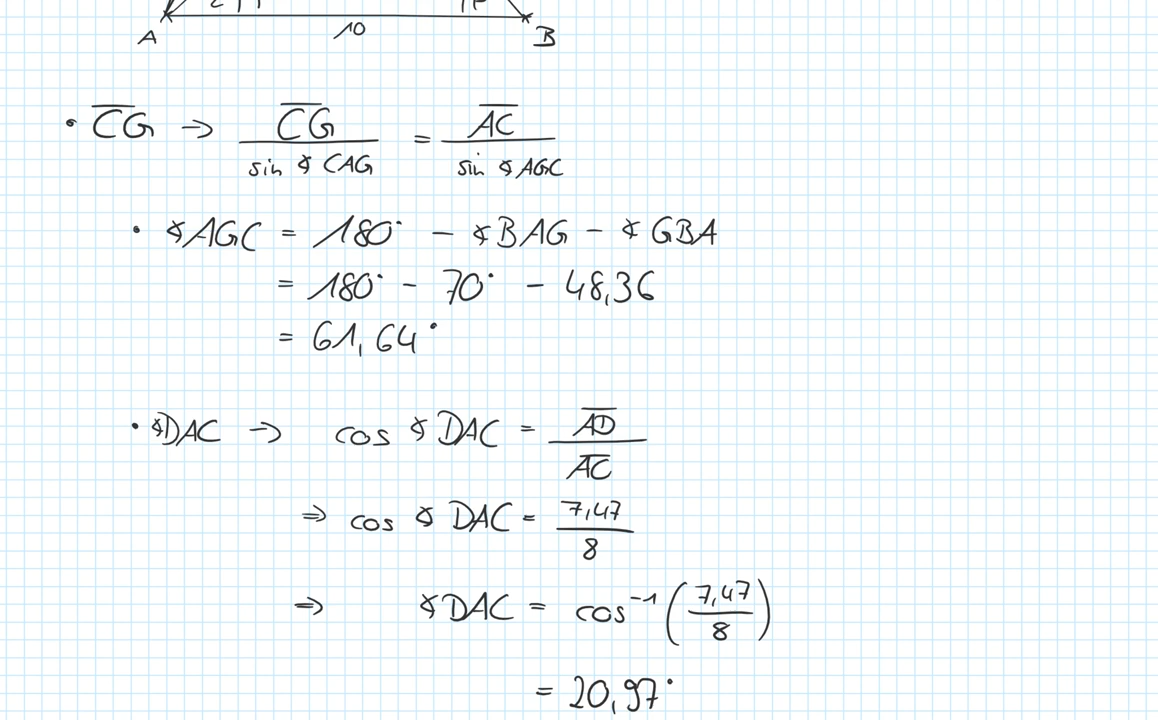 A 10 B
• CG → CG / sin ∢ CAG = AC / sin ∢ AGC
• ∢AGC = 180° - ∢BAG - ∢GBA
= 180° - 70° - 48,36
= 61,64°
• ∢DAC → cos ∢ DAC = AD / AC
⇒ cos ∢ DAC = 7,47 / 8
⇒ ∢DAC = cos⁻¹ (7,47 / 8)
= 20,97°